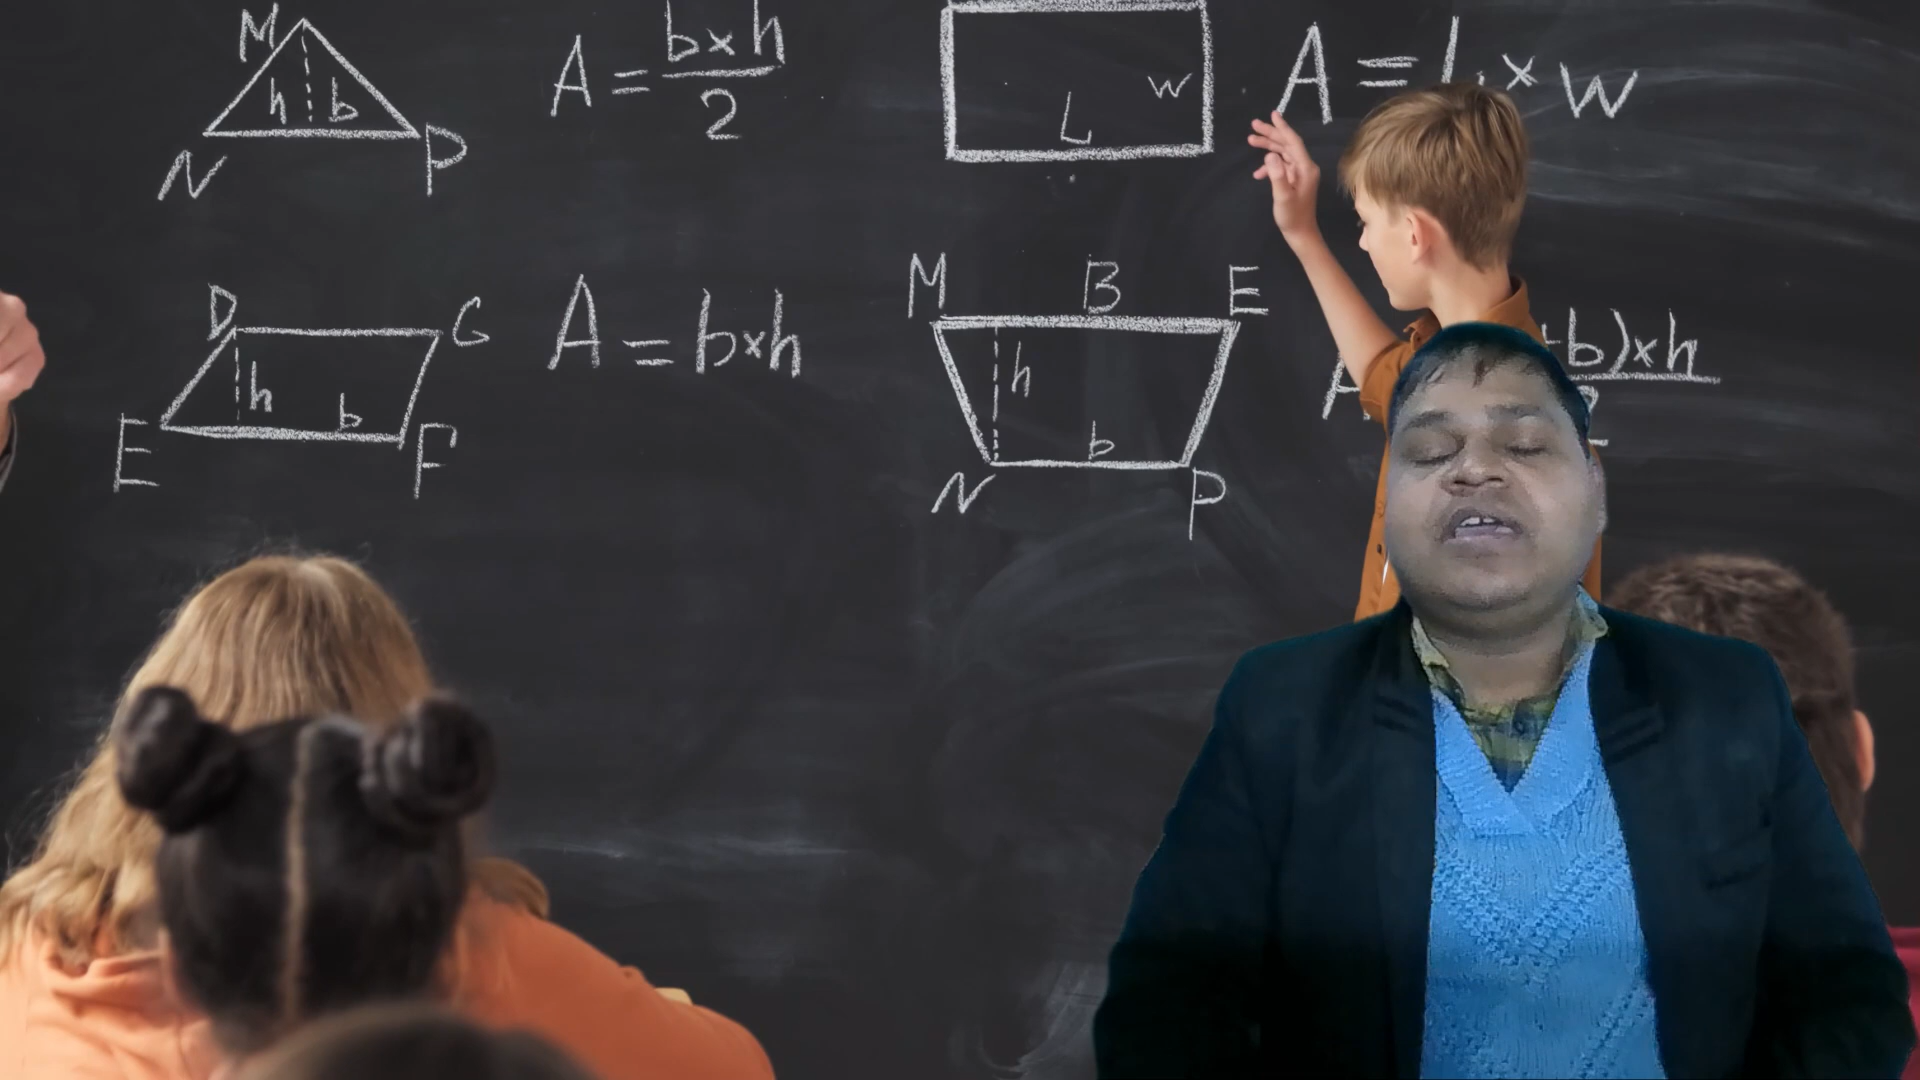 M
h b
N P
A = b×h
2
L w
A = L × w
D G
h b
E F
A = b×h
M B E
h
b
N P
b)×h